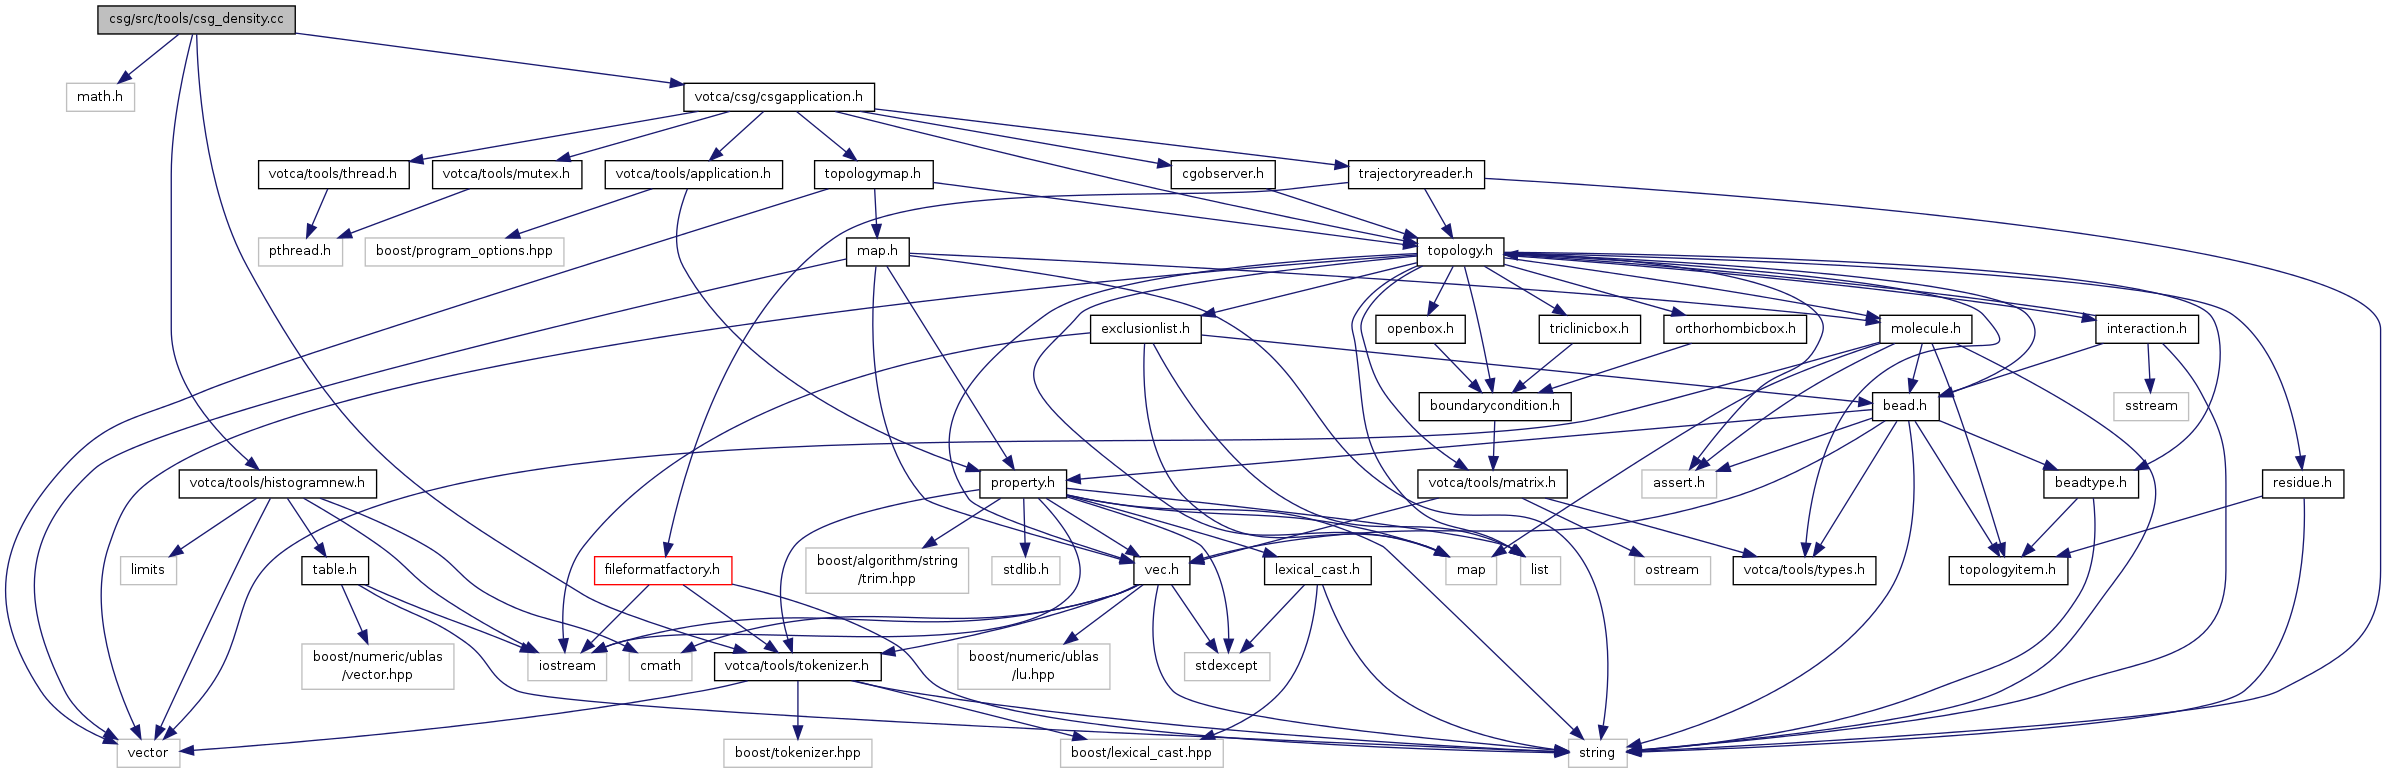 csg/src/tools/csg_density.cc
math.h
votca/csg/csgapplication.h
votca/tools/thread.h
votca/tools/mutex.h
votca/tools/application.h
topologymap.h
cgobserver.h
trajectoryreader.h
pthread.h
boost/program_options.hpp
map.h
topology.h
exclusionlist.h
openbox.h
triclinicbox.h
orthorhombicbox.h
molecule.h
interaction.h
boundarycondition.h
bead.h
sstream
votca/tools/histogramnew.h
property.h
votca/tools/matrix.h
assert.h
beadtype.h
residue.h
limits
table.h
fileformatfactory.h
boost/algorithm/string
/trim.hpp
stdlib.h
vec.h
lexical_cast.h
map
list
ostream
votca/tools/types.h
topologyitem.h
boost/numeric/ublas
/vector.hpp
iostream
cmath
votca/tools/tokenizer.h
boost/numeric/ublas
/lu.hpp
stdexcept
vector
boost/tokenizer.hpp
boost/lexical_cast.hpp
string